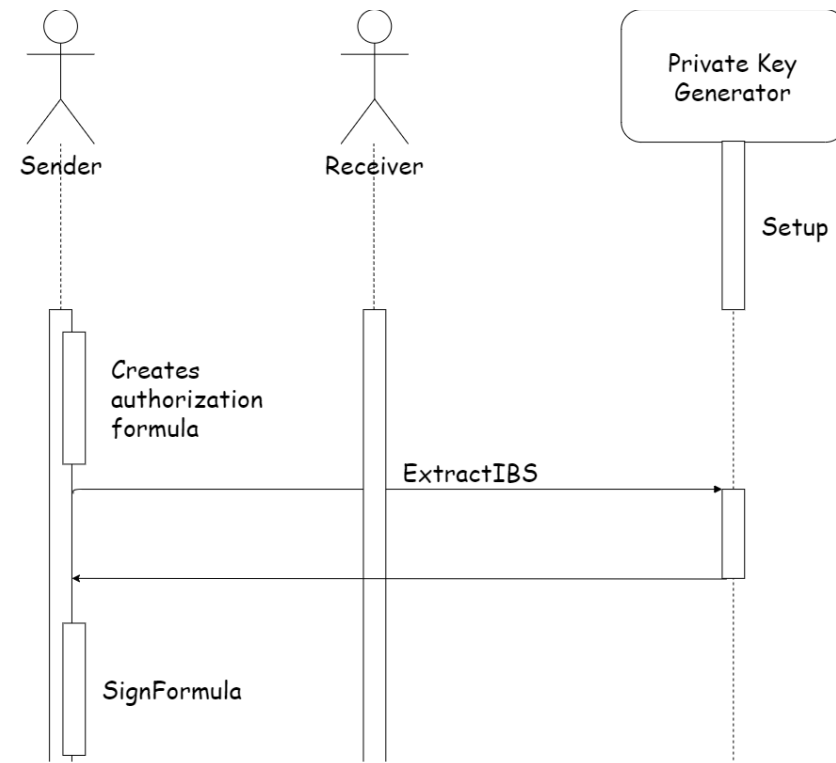 Sender
Receiver
Private Key
Generator
Setup
Creates
authorization
formula
ExtractIBS
SignFormula